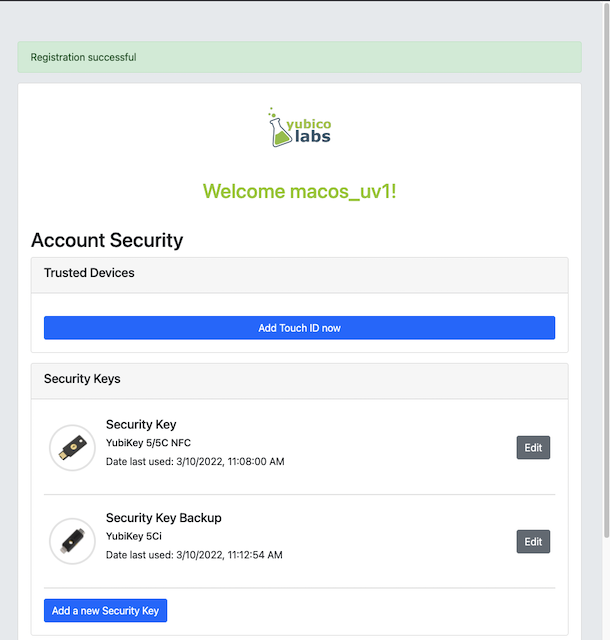 Registration successful
yubico
labs
Welcome macos_uv1!
Account Security
Trusted Devices
Add Touch ID now
Security Keys
Security Key
YubiKey 5/5C NFC
Date last used: 3/10/2022, 11:08:00 AM
Edit
Security Key Backup
YubiKey 5Ci
Date last used: 3/10/2022, 11:12:54 AM
Edit
Add a new Security Key